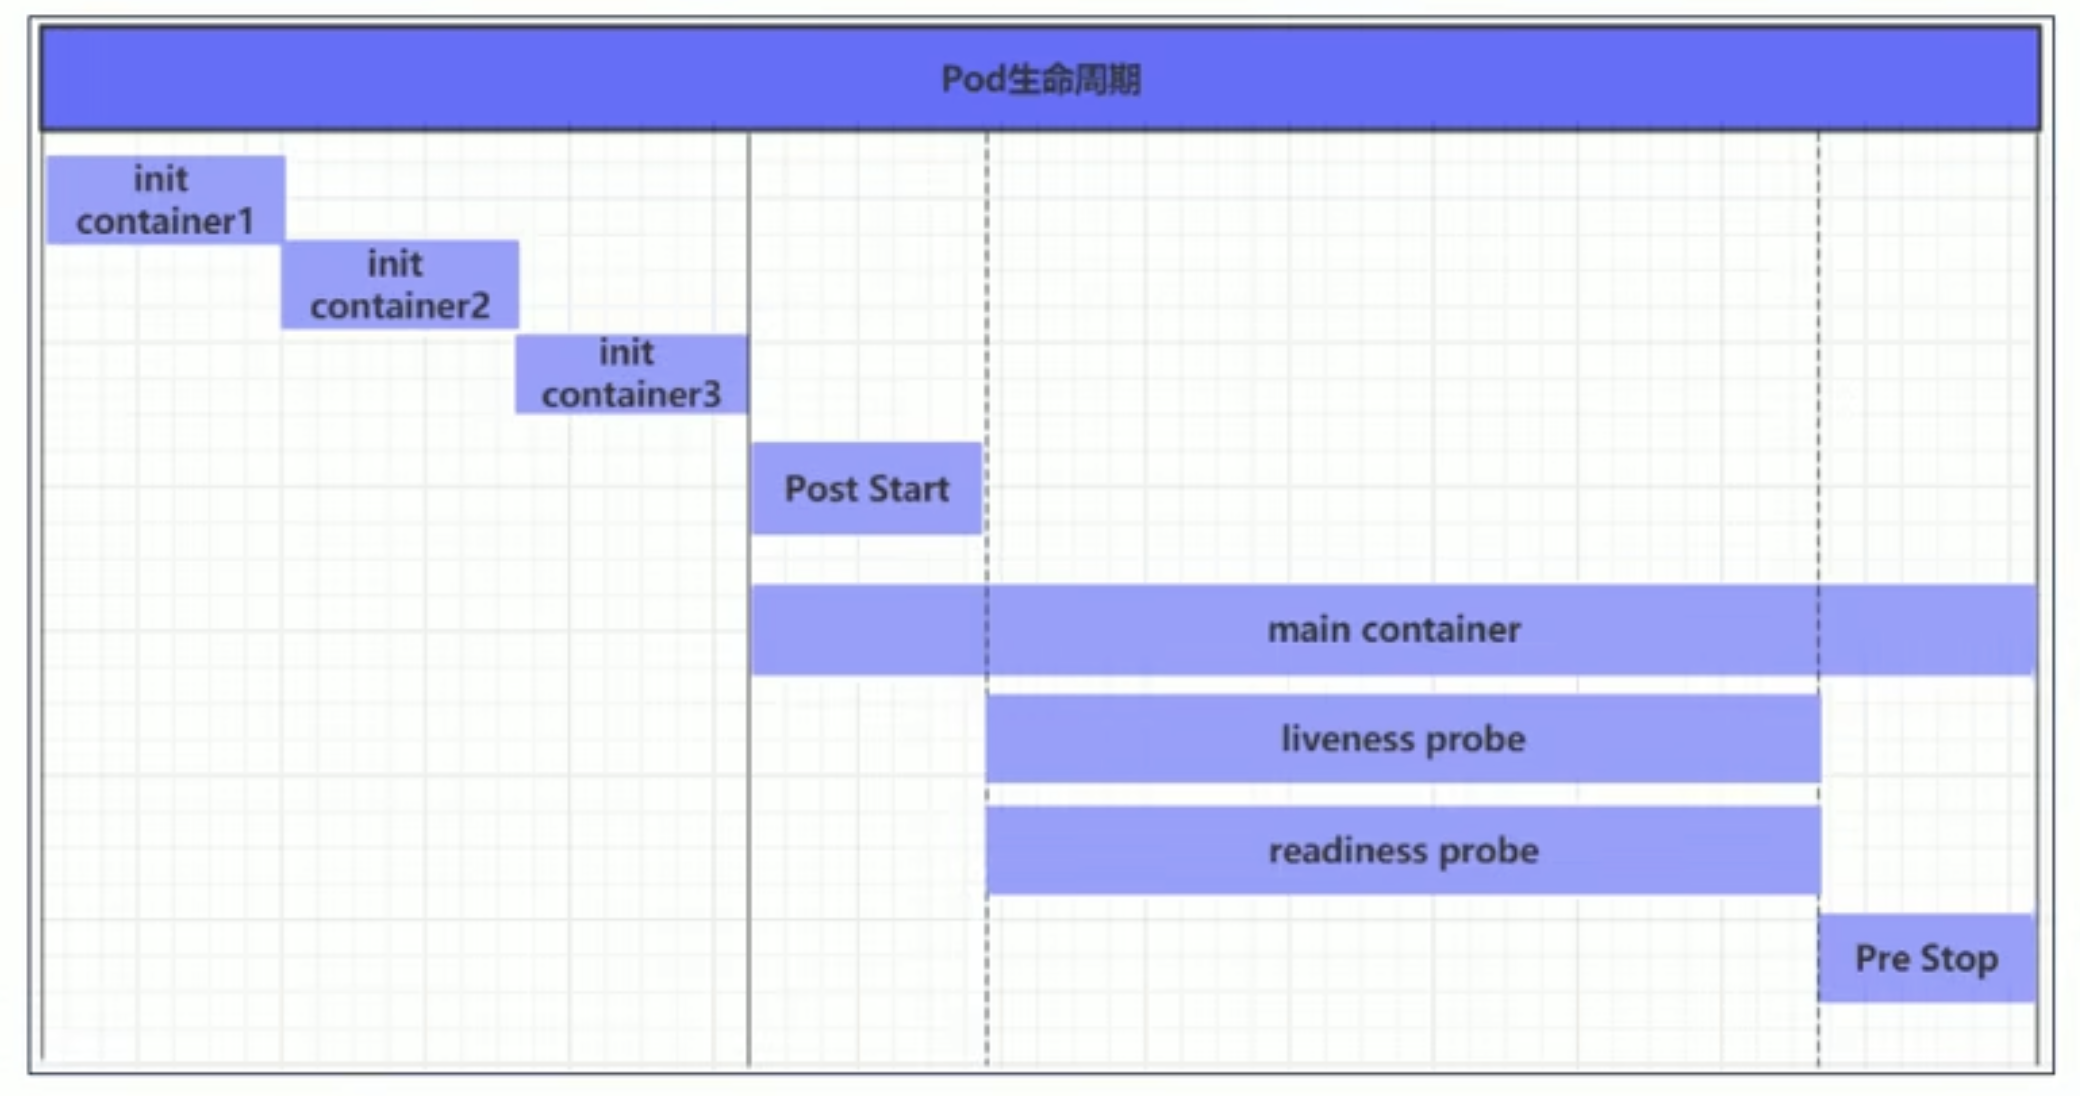 Pod生命周期
init
container1
init
container2
init
container3
Post Start
main container
liveness probe
readiness probe
Pre Stop